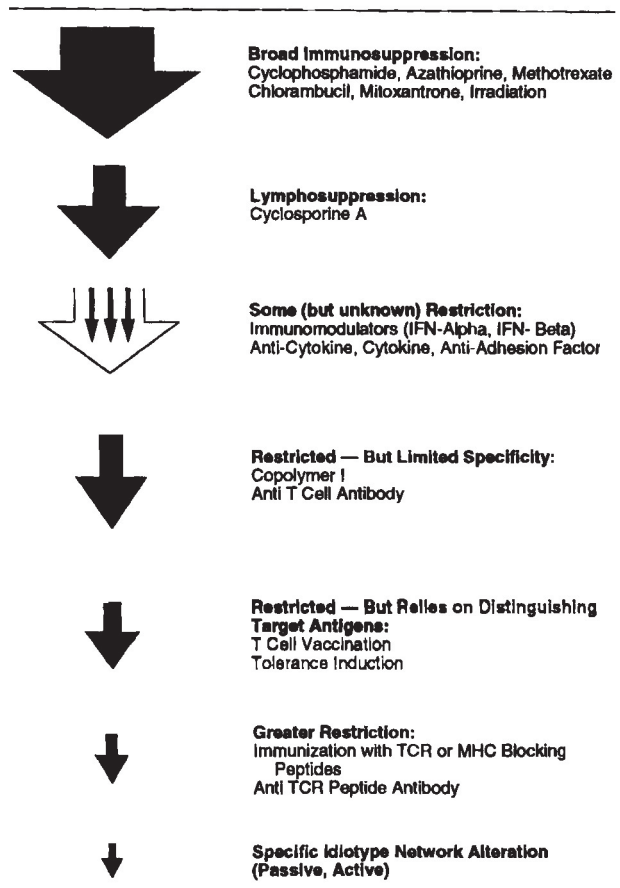 Broad Immunosuppression:
Cyclophosphamide, Azathioprine, Methotrexate
Chlorambucil, Mitoxantrone, Irradiation
Lymphosuppression:
Cyclosporine A
Some (but unknown) Restriction:
Immunomodulators (IFN-Alpha, IFN- Beta)
Anti-Cytokine, Cytokine, Anti-Adhesion Factor
Restricted — But Limited Specificity:
Copolymer I
Anti T Cell Antibody
Restricted — But Relies on Distinguishing
Target Antigens:
T Cell Vaccination
Tolerance Induction
Greater Restriction:
Immunization with TCR or MHC Blocking
Peptides
Anti TCR Peptide Antibody
Specific Idiotype Network Alteration
(Passive, Active)